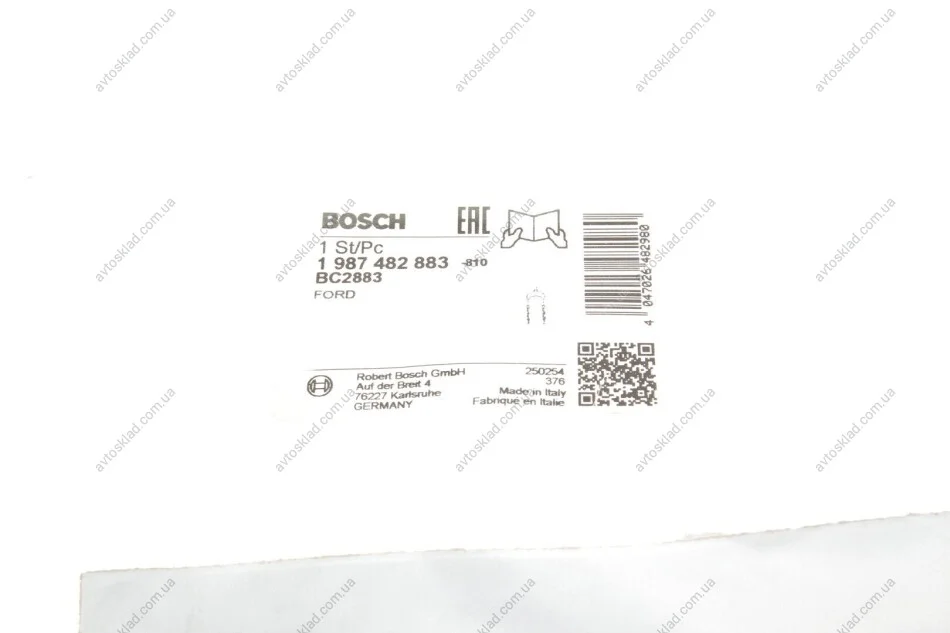 BOSCH EAC
1 St/Pc
1 987 482 883 -810
BC2883
FORD
4 047026 482980
Robert Bosch GmbH
Auf der Breit 4
76227 Karlsruhe
GERMANY
250254
376
Made in Italy
Fabriqué en Italie
avtosklad.com.ua